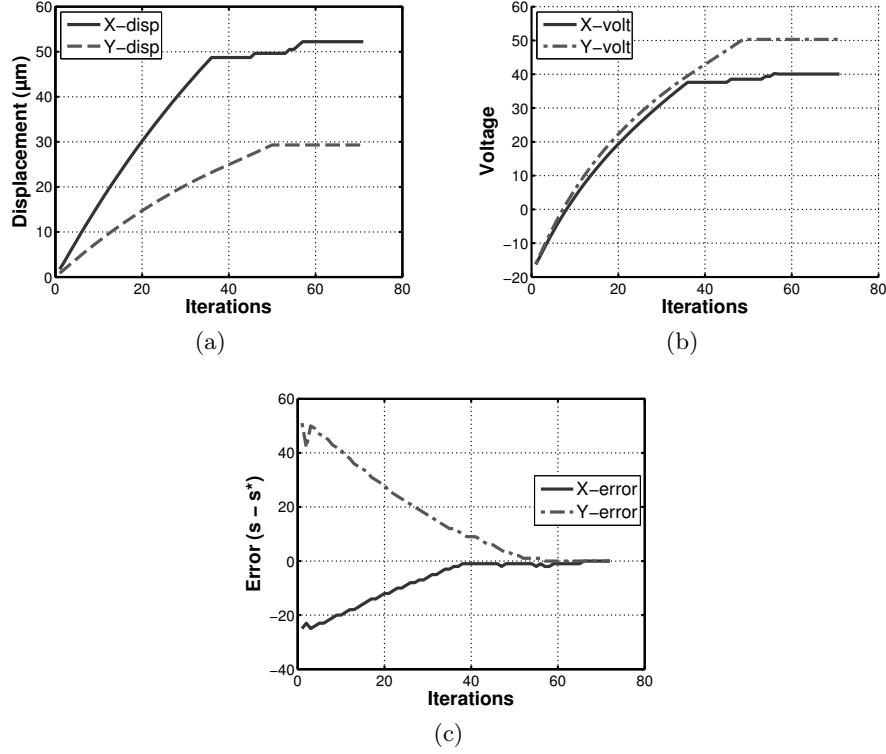 60
50
40
30
20
10
0
0 20 40 60 80
Displacement (µm)
Iterations
X−disp
Y−disp
(a)
60
50
40
30
20
10
0
−10
−20
0 20 40 60 80
Voltage
Iterations
X−volt
Y−volt
(b)
60
40
20
0
−20
−40
0 20 40 60 80
Error (s − s*)
Iterations
X−error
Y−error
(c)